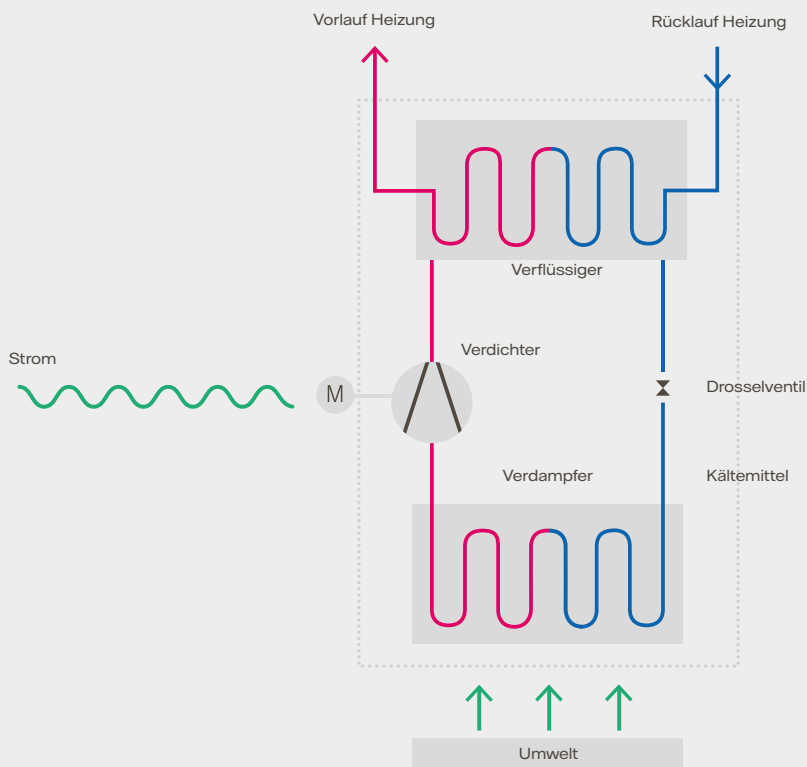 Vorlauf Heizung
Rücklauf Heizung
Verflüssiger
Verdichter
Strom
M
Drosselventil
Verdampfer
Kältemittel
Umwelt